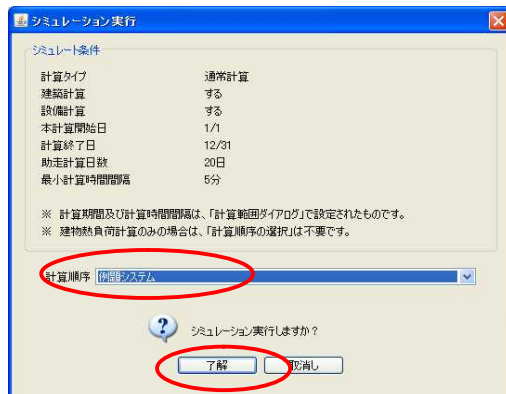 シミュレーション実行
シミュレート条件
計算タイプ 通常計算
建築計算 する
設備計算 する
本計算開始日 1/1
計算終了日 12/31
助走計算日数 20日
最小計算時間間隔 5分
※ 計算期間及び計算時間間隔は、「計算範囲ダイアログ」で設定されたものです。
※ 建物熱負荷計算のみの場合は、「計算順序の選択」は不要です。
計算順序 例題システム
シミュレーション実行しますか?
了解 取消し